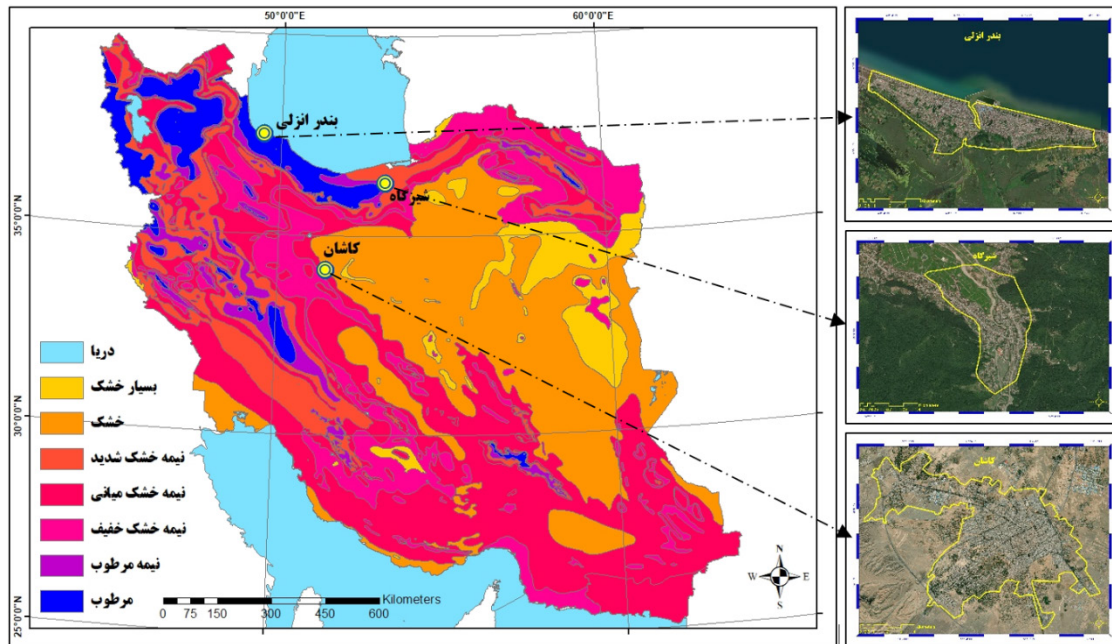 50°0'0"E
60°0'0"E
35°0'0"N
30°0'0"N
25°0'0"N
بندر انزلی
شیرگاه
کاشان
دریا
بسیار خشک
خشک
نیمه خشک شدید
نیمه خشک میانی
نیمه خشک خفیف
نیمه مرطوب
مرطوب
0 75 150 300 450 600 Kilometers
N
W E
S
بندر انزلی
شیرگاه
کاشان